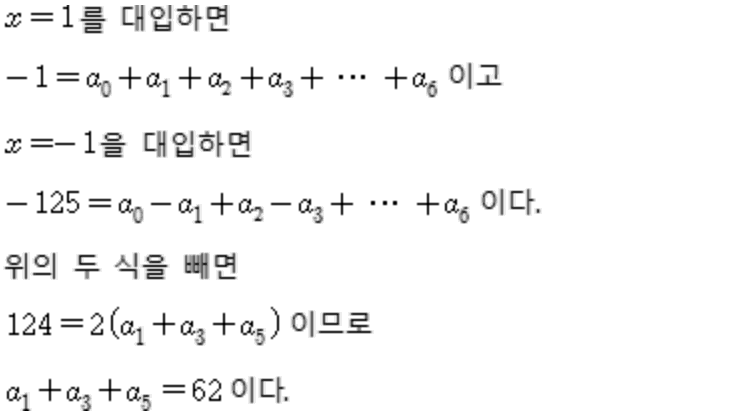 x=1를 대입하면
-1=a₀+a₁+a₂+a₃+ ⋯ +a₆ 이고
x=-1을 대입하면
-125=a₀-a₁+a₂-a₃+ ⋯ +a₆ 이다.
위의 두 식을 빼면
124=2(a₁+a₃+a₅) 이므로
a₁+a₃+a₅=62 이다.